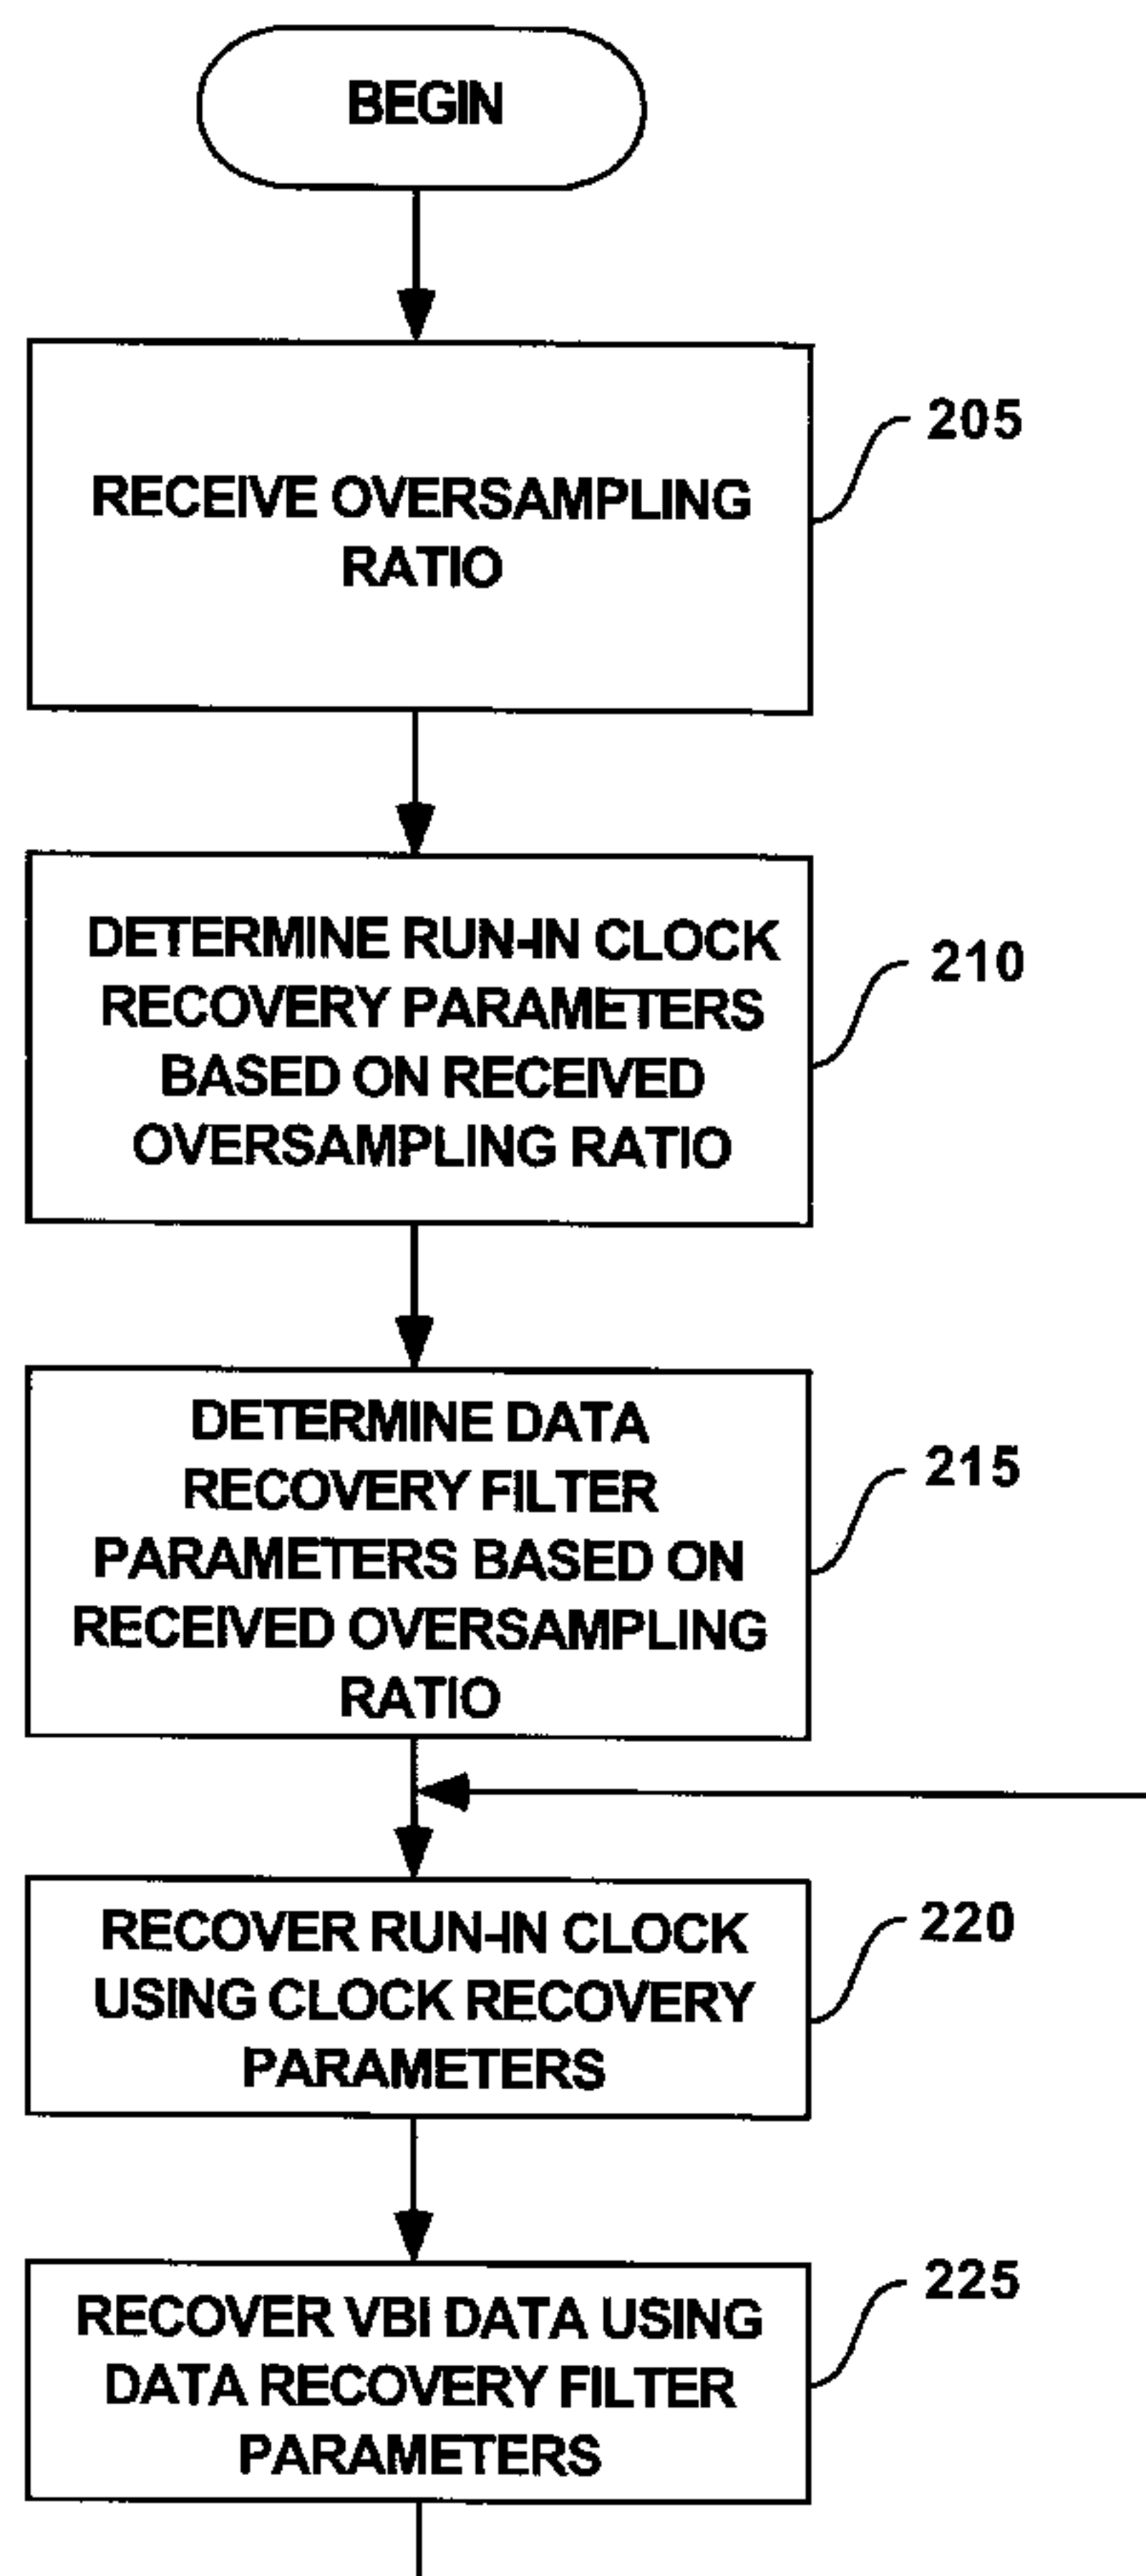 BEGIN
RECEIVE OVERSAMPLING
RATIO
205
DETERMINE RUN-IN CLOCK
RECOVERY PARAMETERS
BASED ON RECEIVED
OVERSAMPLING RATIO
210
DETERMINE DATA
RECOVERY FILTER
PARAMETERS BASED ON
RECEIVED OVERSAMPLING
RATIO
215
RECOVER RUN-IN CLOCK
USING CLOCK RECOVERY
PARAMETERS
220
RECOVER VBI DATA USING
DATA RECOVERY FILTER
PARAMETERS
225